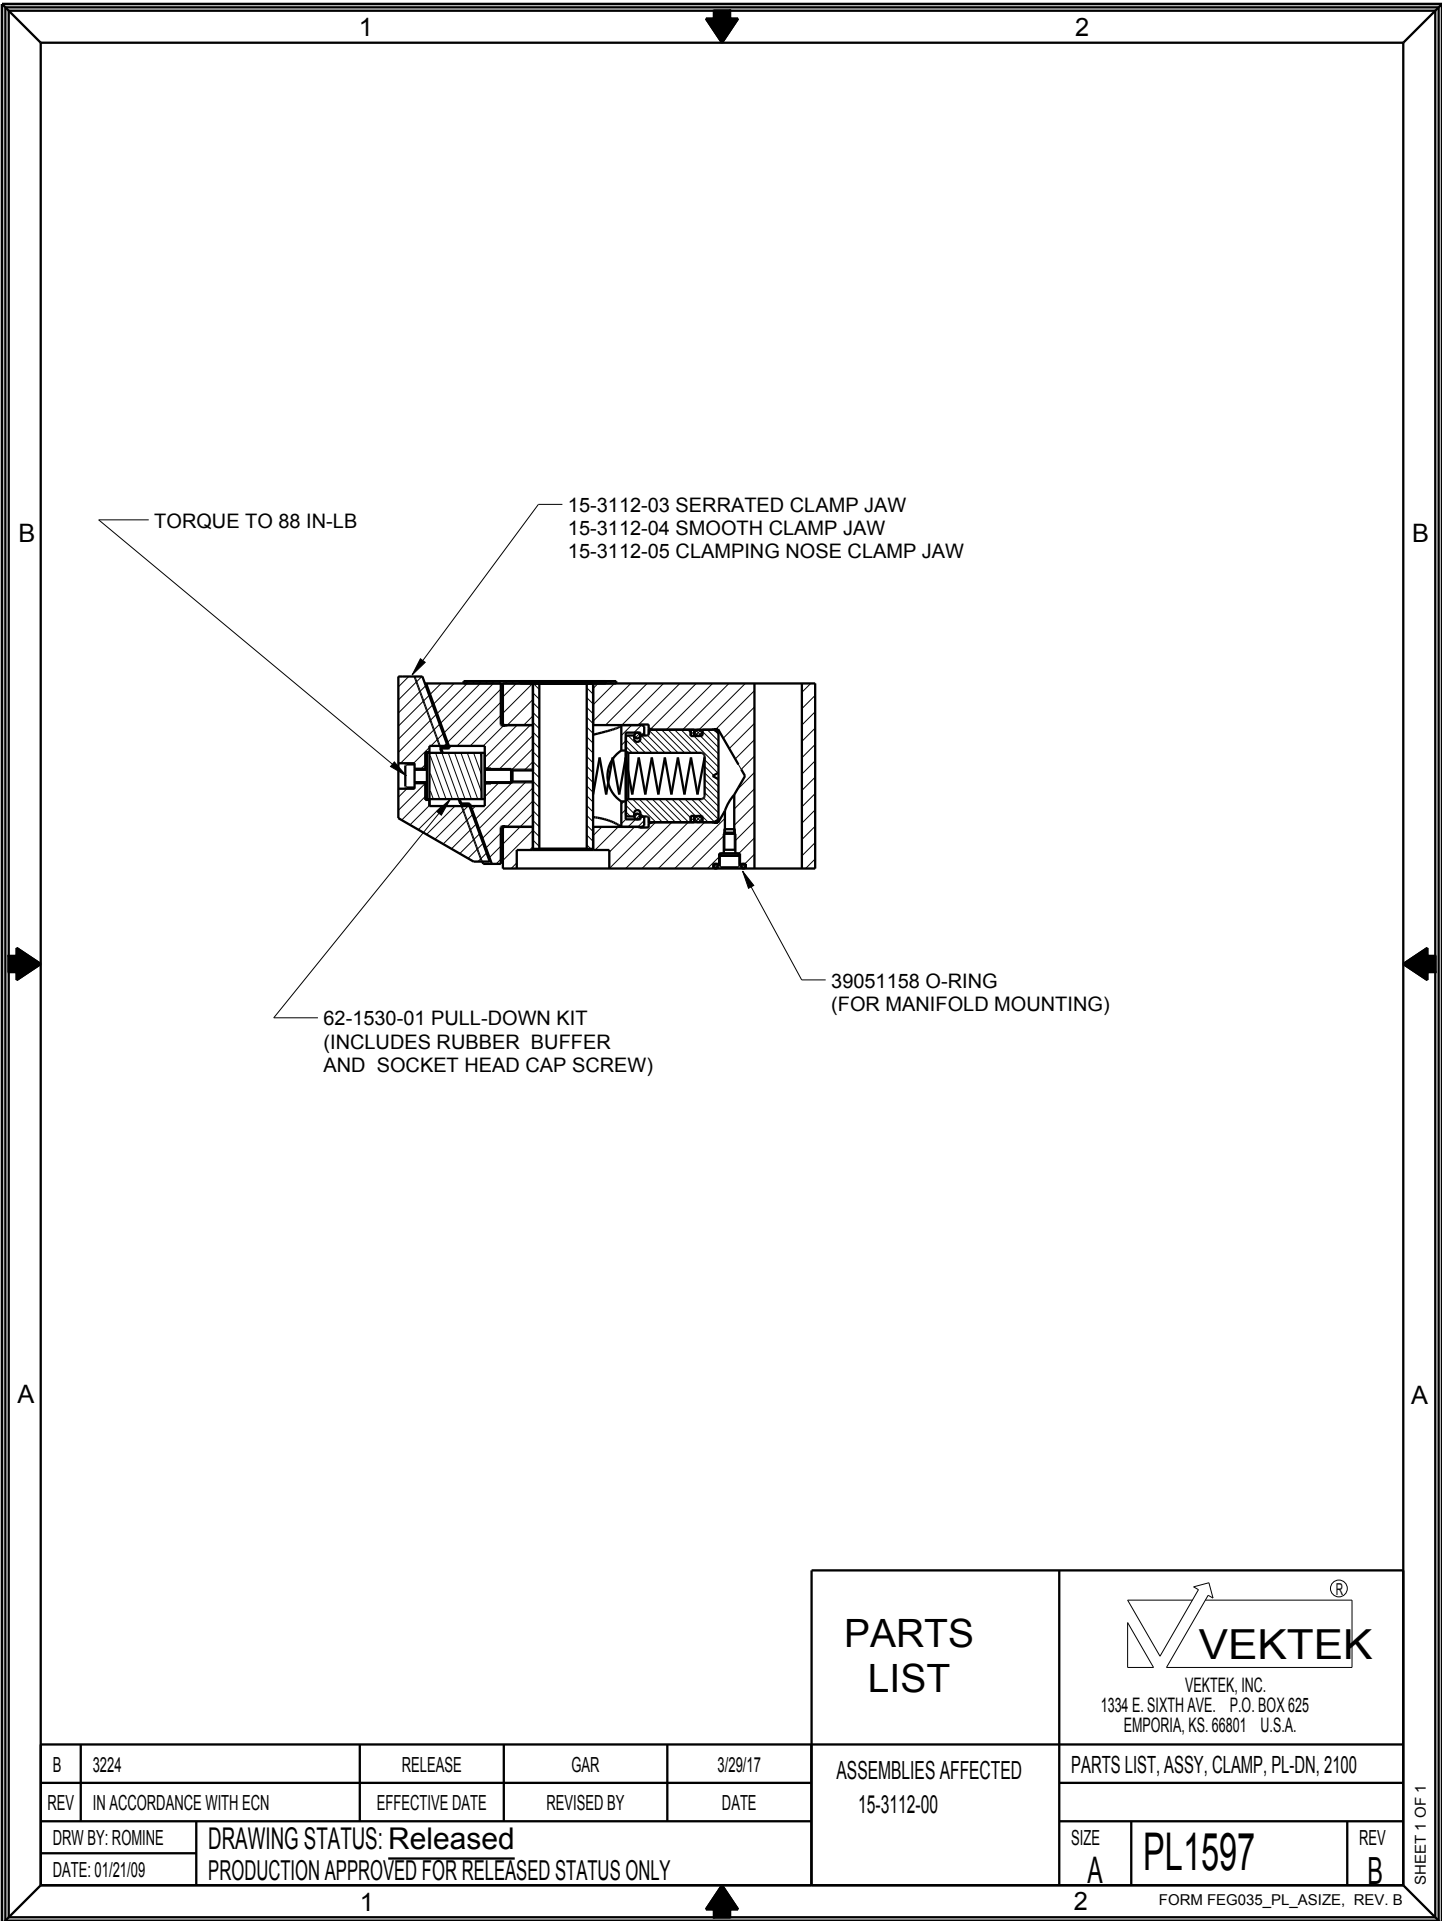 1
2
B
B
TORQUE TO 88 IN-LB
15-3112-03 SERRATED CLAMP JAW
15-3112-04 SMOOTH CLAMP JAW
15-3112-05 CLAMPING NOSE CLAMP JAW
39051158 O-RING
(FOR MANIFOLD MOUNTING)
62-1530-01 PULL-DOWN KIT
(INCLUDES RUBBER BUFFER
AND SOCKET HEAD CAP SCREW)
A
A
PARTS
LIST
®
VEKTEK
VEKTEK, INC.
1334 E. SIXTH AVE. P.O. BOX 625
EMPORIA, KS. 66801 U.S.A.
B 3224 RELEASE GAR 3/29/17
REV IN ACCORDANCE WITH ECN EFFECTIVE DATE REVISED BY DATE
DRW BY: ROMINE
DATE: 01/21/09
DRAWING STATUS: Released
PRODUCTION APPROVED FOR RELEASED STATUS ONLY
ASSEMBLIES AFFECTED
15-3112-00
PARTS LIST, ASSY, CLAMP, PL-DN, 2100
SIZE
A
PL1597
REV
B
SHEET 1 OF 1
1
2
FORM FEG035_PL_ASIZE, REV. B